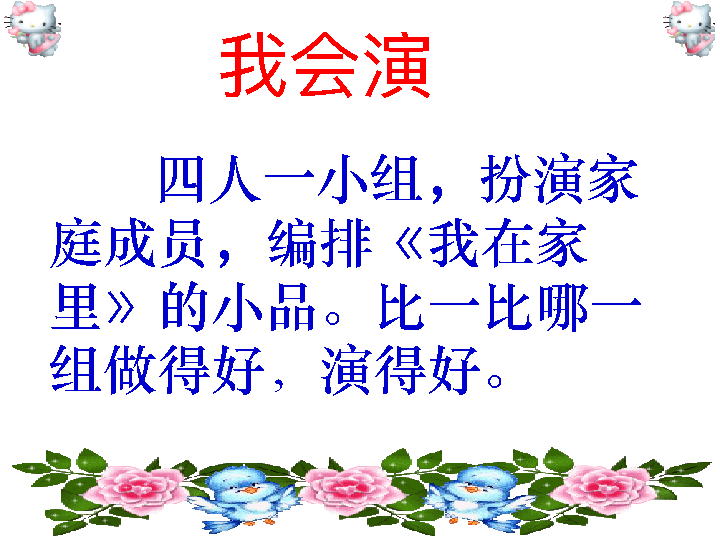 我会演
四人一小组，扮演家
庭成员，编排《我在家
里》的小品。比一比哪一
组做得好，演得好。